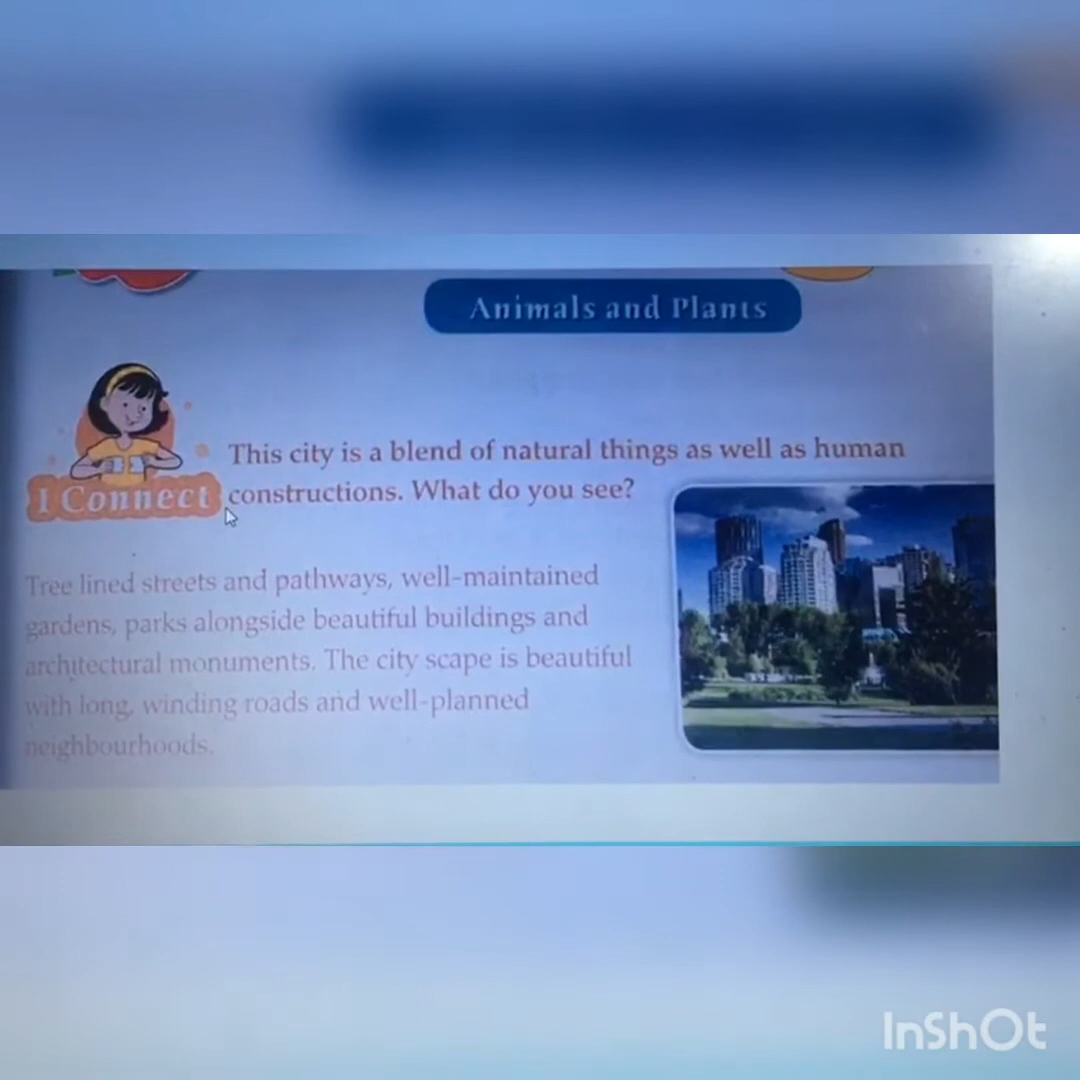 Animals and Plants
This city is a blend of natural things as well as human
I Connect constructions. What do you see?
Tree lined streets and pathways, well-maintained
gardens, parks alongside beautiful buildings and
architectural monuments. The city scape is beautiful
with long, winding roads and well-planned
neighbourhoods.
InShOt